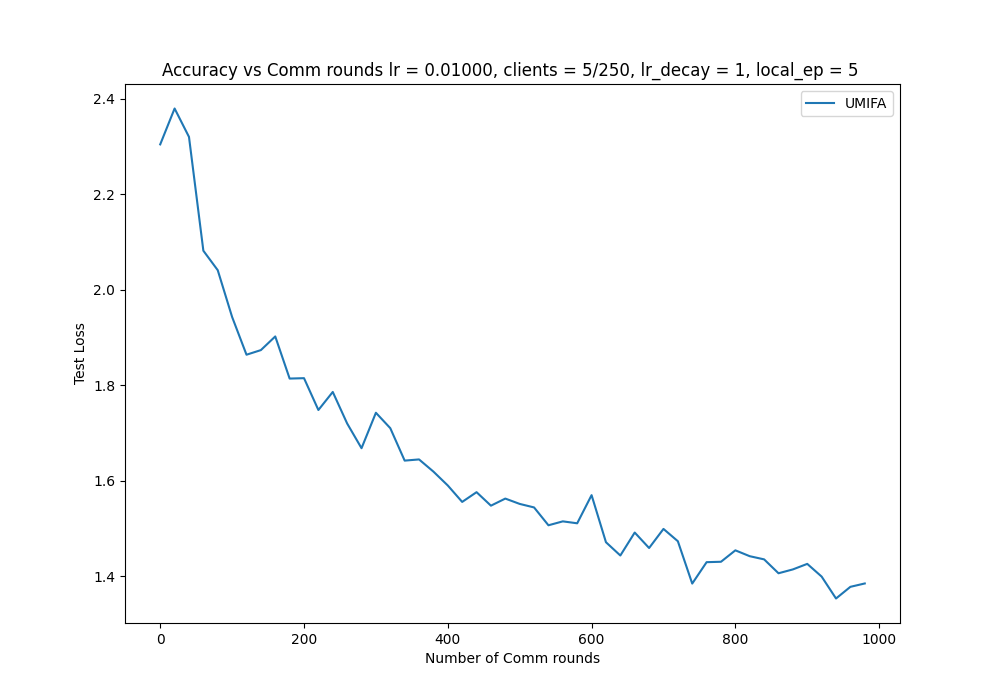 Accuracy vs Comm rounds lr = 0.01000, clients = 5/250, lr_decay = 1, local_ep = 5
UMIFA
2.4
2.2
2.0
1.8
1.6
1.4
Test Loss
0 200 400 600 800 1000
Number of Comm rounds